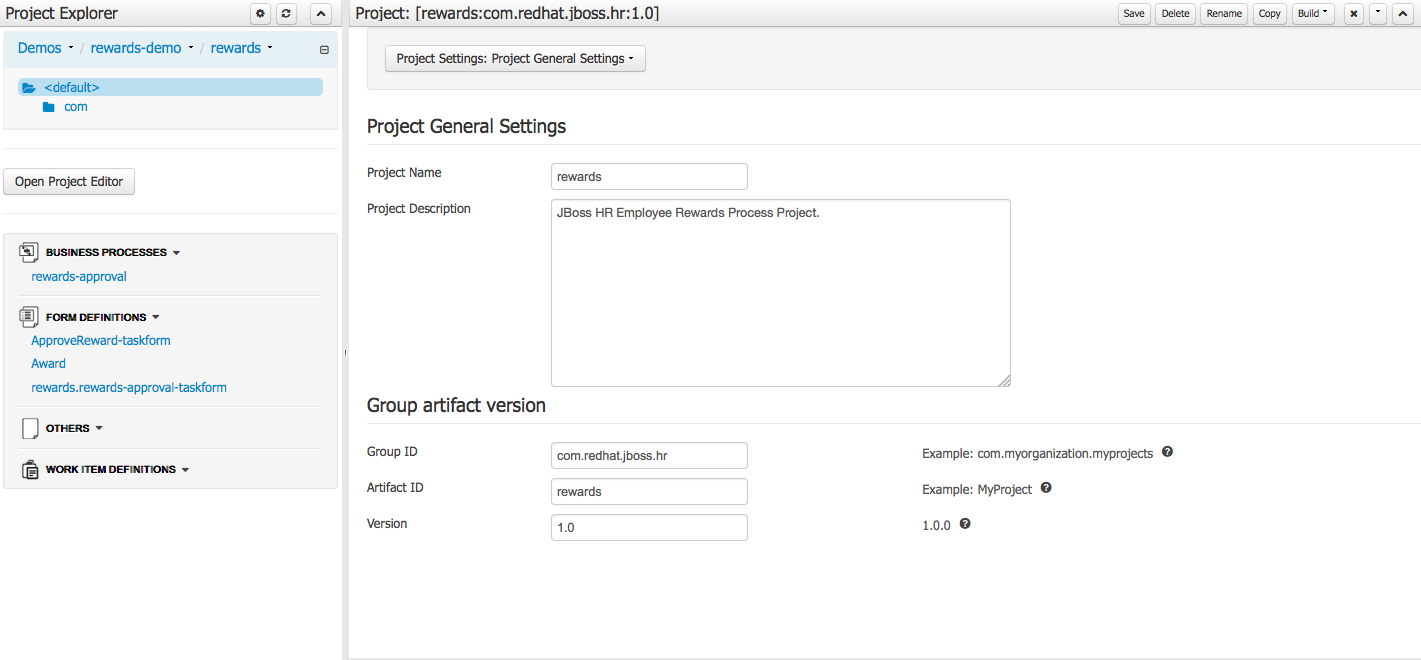 Project Explorer
Demos / rewards-demo / rewards
<default>
com
Open Project Editor
BUSINESS PROCESSES
rewards-approval
FORM DEFINITIONS
ApproveReward-taskform
Award
rewards.rewards-approval-taskform
OTHERS
WORK ITEM DEFINITIONS
Project: [rewards:com.redhat.jboss.hr:1.0]
Save Delete Rename Copy Build
Project Settings: Project General Settings
Project General Settings
Project Name rewards
Project Description JBoss HR Employee Rewards Process Project.
Group artifact version
Group ID com.redhat.jboss.hr Example: com.myorganization.myprojects ?
Artifact ID rewards Example: MyProject ?
Version 1.0 1.0.0 ?